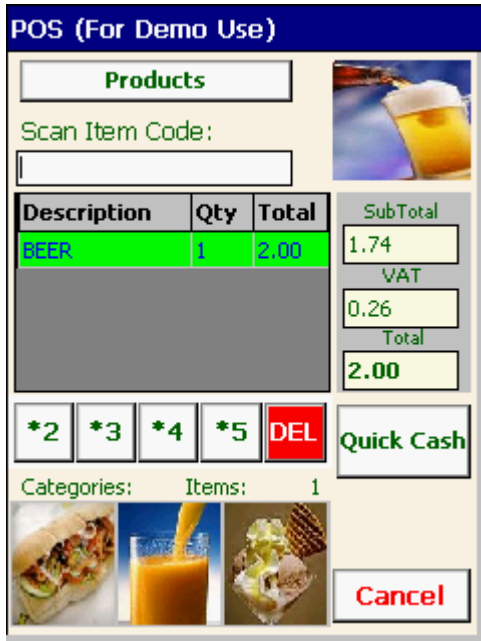 POS (For Demo Use)
Products
Scan Item Code:
Description Qty Total
BEER 1 2.00
SubTotal
1.74
VAT
0.26
Total
2.00
*2 *3 *4 *5 DEL
Quick Cash
Categories: Items: 1
Cancel